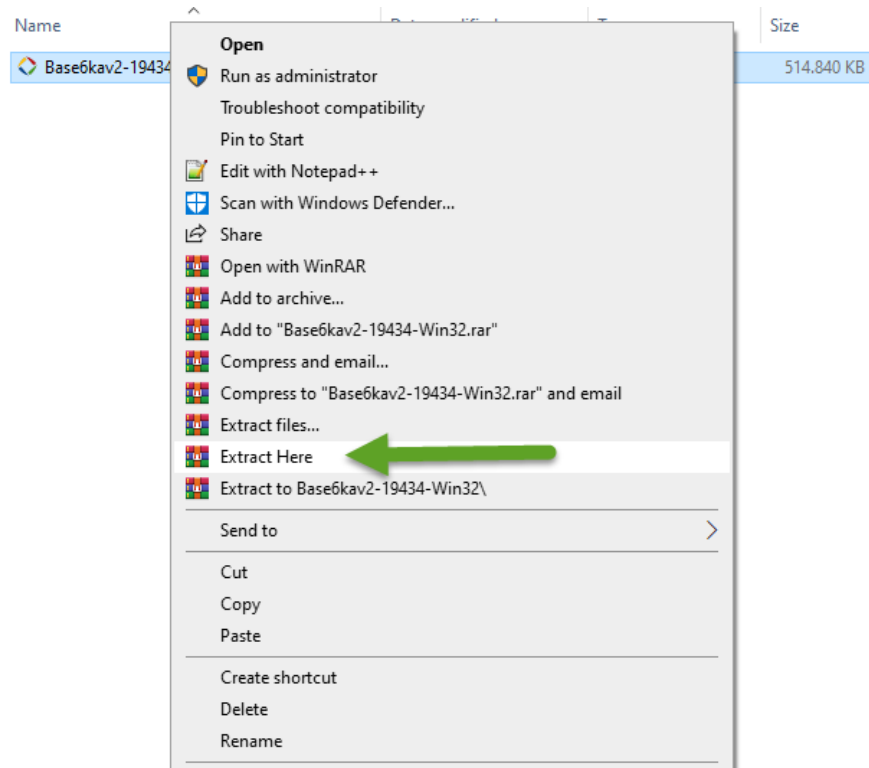 Name
Size
Base6kav2-19434
514.840 KB
Open
Run as administrator
Troubleshoot compatibility
Pin to Start
Edit with Notepad++
Scan with Windows Defender...
Share
Open with WinRAR
Add to archive...
Add to "Base6kav2-19434-Win32.rar"
Compress and email...
Compress to "Base6kav2-19434-Win32.rar" and email
Extract files...
Extract Here
Extract to Base6kav2-19434-Win32\
Send to
Cut
Copy
Paste
Create shortcut
Delete
Rename